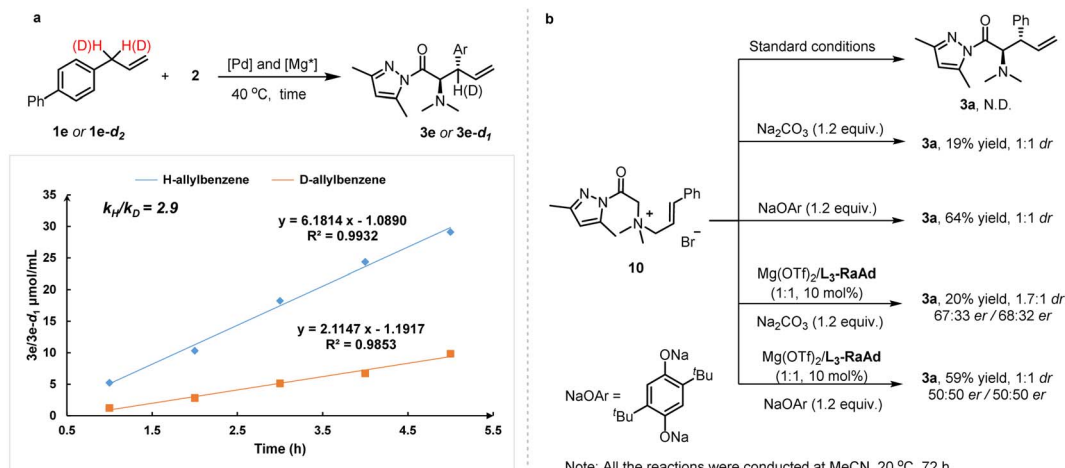 a
(D)H H(D)
Ph
1e or 1e-d2
+ 2
[Pd] and [Mg*]
40 °C, time
O Ar
N
N
N
H(D)
3e or 3e-d1
H-allylbenzene D-allylbenzene
kH/kD = 2.9
y = 6.1814 x - 1.0890
R² = 0.9932
y = 2.1147 x - 1.1917
R² = 0.9853
3e/3e-d1 µmol/mL
35
30
25
20
15
10
5
0
0.5 1.5 2.5 3.5 4.5 5.5
Time (h)
b
O
N
N
N
+
Ph
Br−
10
Standard conditions
O Ph
N
N
N
3a, N.D.
Na2CO3 (1.2 equiv.)
3a, 19% yield, 1:1 dr
NaOAr (1.2 equiv.)
3a, 64% yield, 1:1 dr
Mg(OTf)2/L3-RaAd
(1:1, 10 mol%)
Na2CO3 (1.2 equiv.)
3a, 20% yield, 1.7:1 dr
67:33 er / 68:32 er
Mg(OTf)2/L3-RaAd
(1:1, 10 mol%)
NaOAr (1.2 equiv.)
3a, 59% yield, 1:1 dr
50:50 er / 50:50 er
NaOAr =
ONa
tBu
tBu
ONa
Note: All the reactions were conducted at MeCN, 20 °C, 72 h